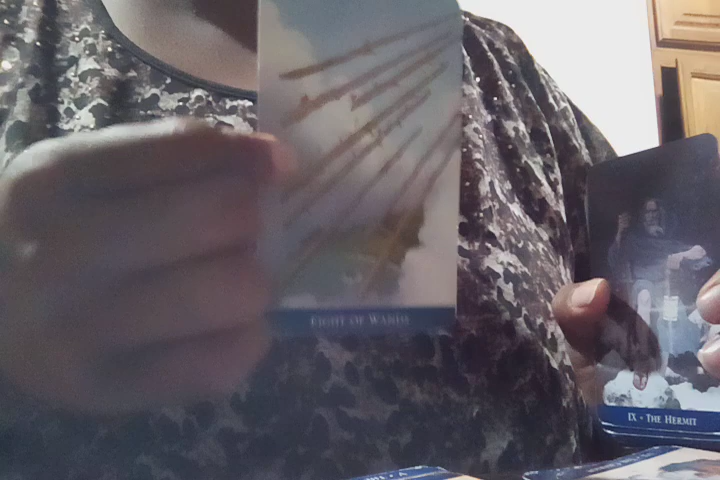 EIGHT OF WANDS
IX • THE HERMIT